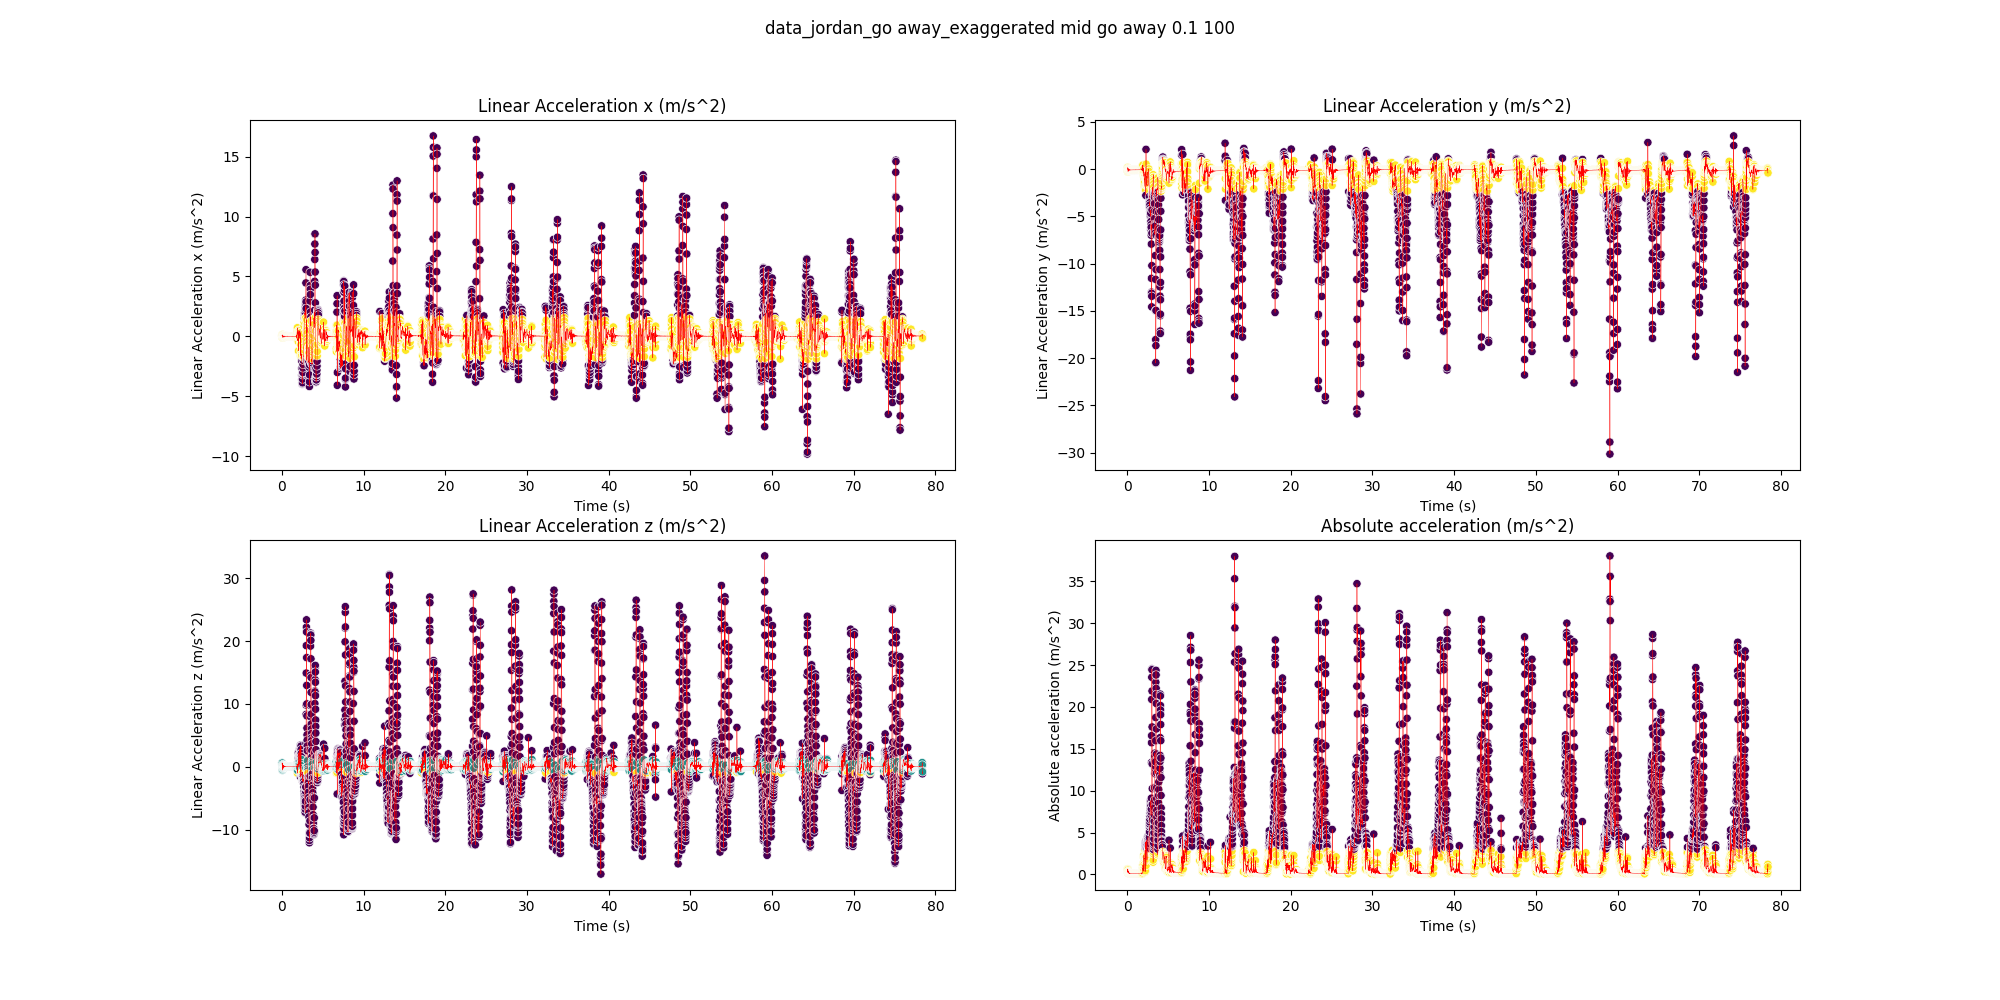 data_jordan_go away_exaggerated mid go away 0.1 100
Linear Acceleration x (m/s^2)
Linear Acceleration x (m/s^2)
15
10
5
0
−5
−10
0 10 20 30 40 50 60 70 80
Time (s)
Linear Acceleration y (m/s^2)
Linear Acceleration y (m/s^2)
5
0
−5
−10
−15
−20
−25
−30
0 10 20 30 40 50 60 70 80
Time (s)
Linear Acceleration z (m/s^2)
Linear Acceleration z (m/s^2)
30
20
10
0
−10
0 10 20 30 40 50 60 70 80
Time (s)
Absolute acceleration (m/s^2)
Absolute acceleration (m/s^2)
35
30
25
20
15
10
5
0
0 10 20 30 40 50 60 70 80
Time (s)